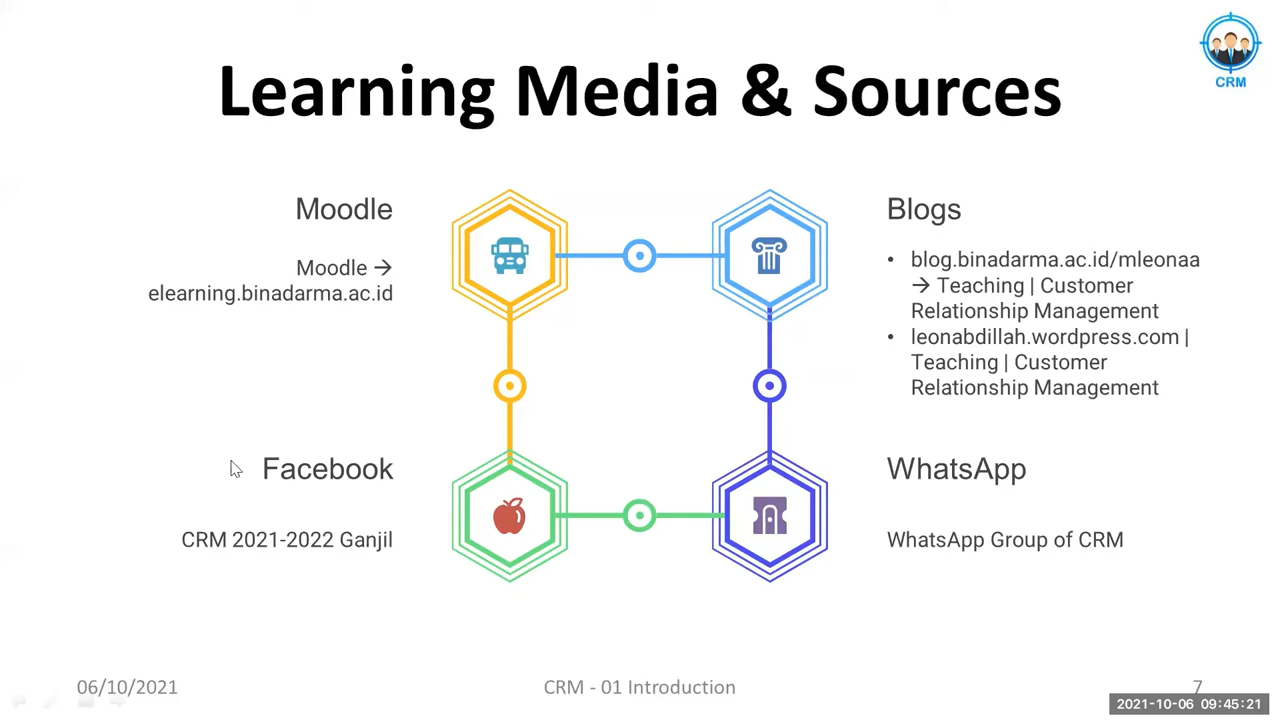 CRM
Learning Media & Sources
Moodle
Moodle →
elearning.binadarma.ac.id
Blogs
• blog.binadarma.ac.id/mleonaa
→ Teaching | Customer
Relationship Management
• leonabdillah.wordpress.com |
Teaching | Customer
Relationship Management
Facebook
CRM 2021-2022 Ganjil
WhatsApp
WhatsApp Group of CRM
06/10/2021
CRM - 01 Introduction
7
2021-10-06 09:45:21